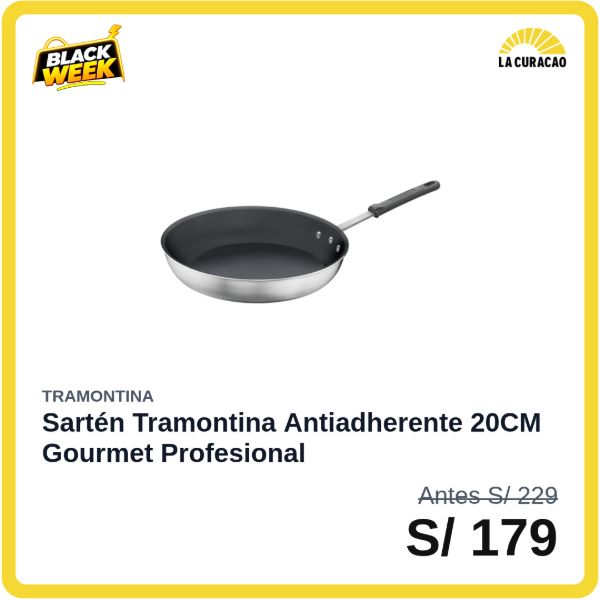 BLACK
WEEK
LA CURACAO
TRAMONTINA
Sartén Tramontina Antiadherente 20CM
Gourmet Profesional
Antes S/ 229
S/ 179